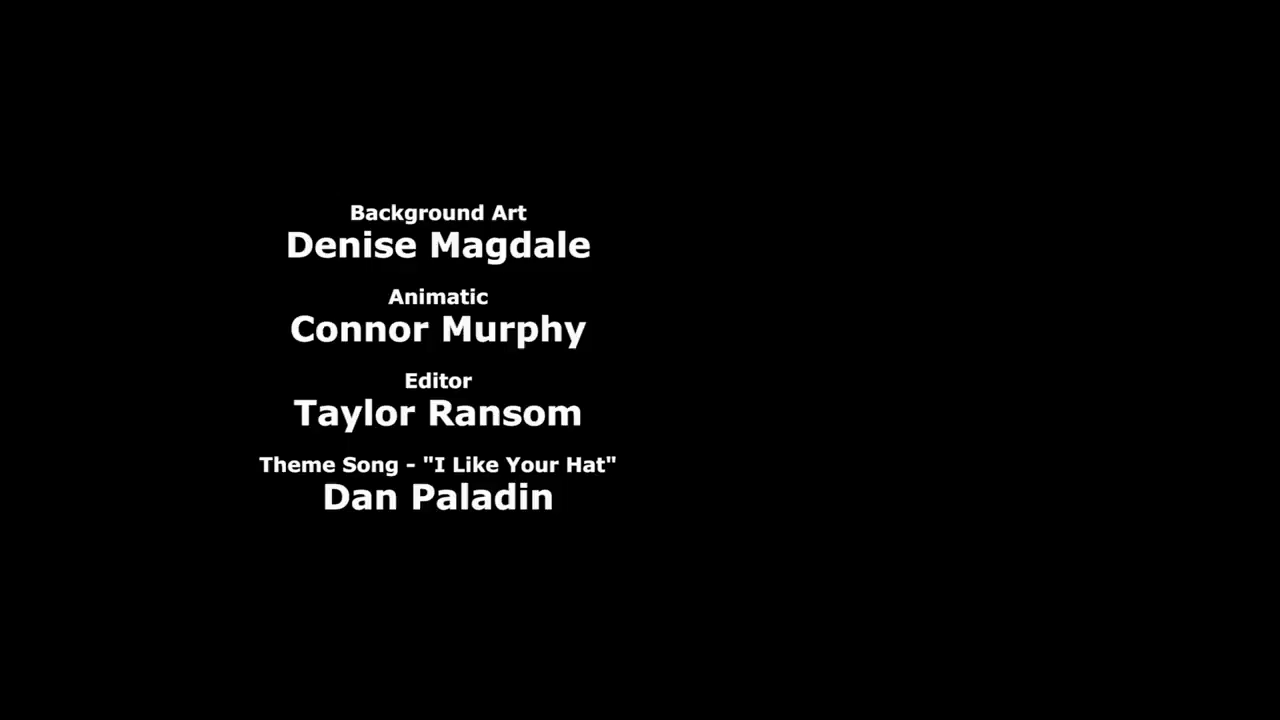 Background Art
Denise Magdale
Animatic
Connor Murphy
Editor
Taylor Ransom
Theme Song - "I Like Your Hat"
Dan Paladin